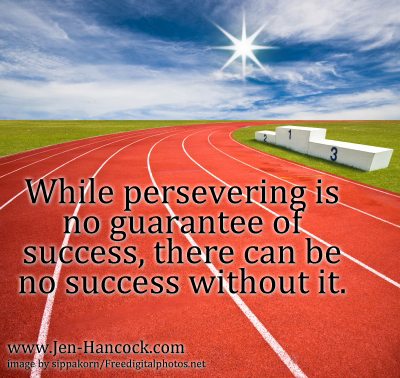 2 1 3
While persevering is
no guarantee of
success, there can be
no success without it.
www.Jen-Hancock.com
image by sippakorn/Freedigitalphotos.net